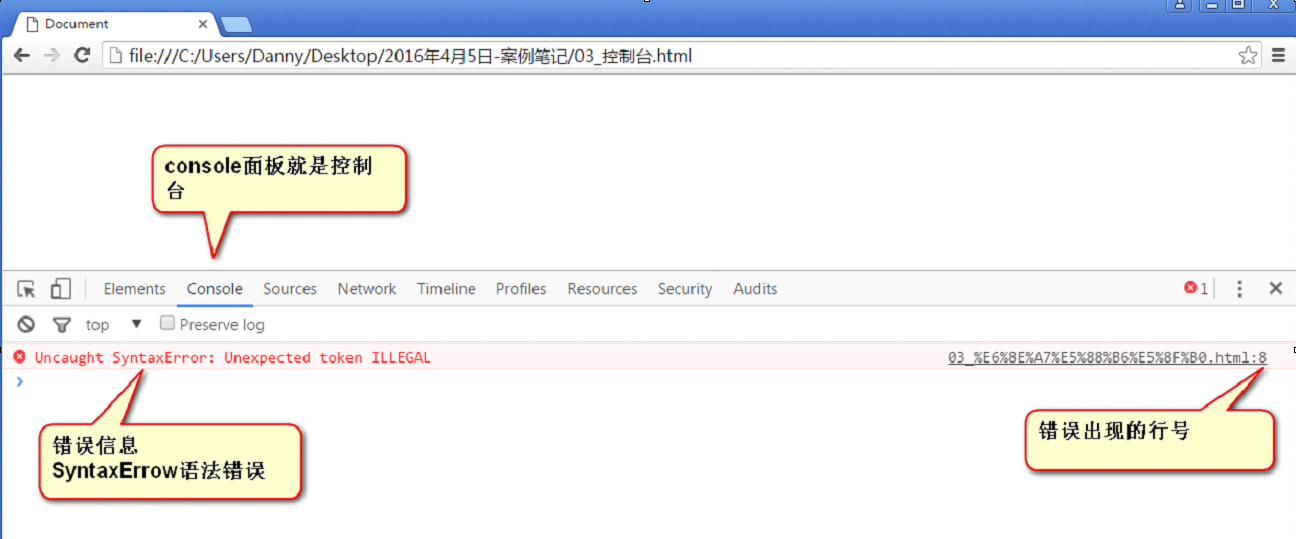 Document
file:///C:/Users/Danny/Desktop/2016年4月5日-案例笔记/03_控制台.html
console面板就是控制
台
Elements Console Sources Network Timeline Profiles Resources Security Audits 1
top Preserve log
Uncaught SyntaxError: Unexpected token ILLEGAL 03_%E6%8E%A7%E5%88%B6%E5%8F%B0.html:8
错误信息
SyntaxErrow语法错误
错误出现的行号